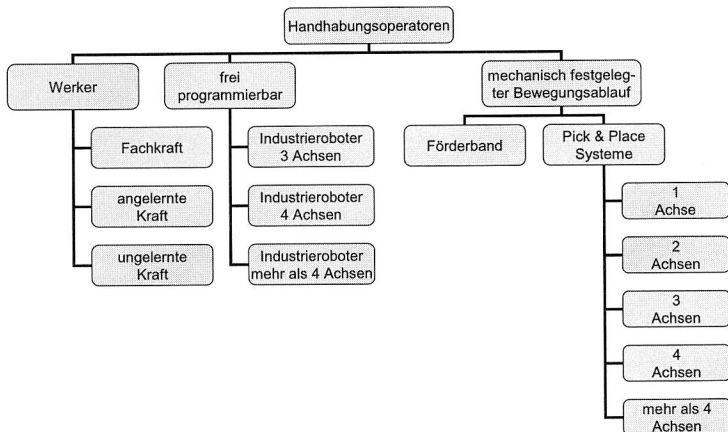 Handhabungsoperatoren
Werker
frei
programmierbar
mechanisch festgeleg-
ter Bewegungsablauf
Fachkraft
angelernte
Kraft
ungelernte
Kraft
Industrieroboter
3 Achsen
Industrieroboter
4 Achsen
Industrieroboter
mehr als 4 Achsen
Förderband
Pick & Place
Systeme
1
Achse
2
Achsen
3
Achsen
4
Achsen
mehr als 4
Achsen